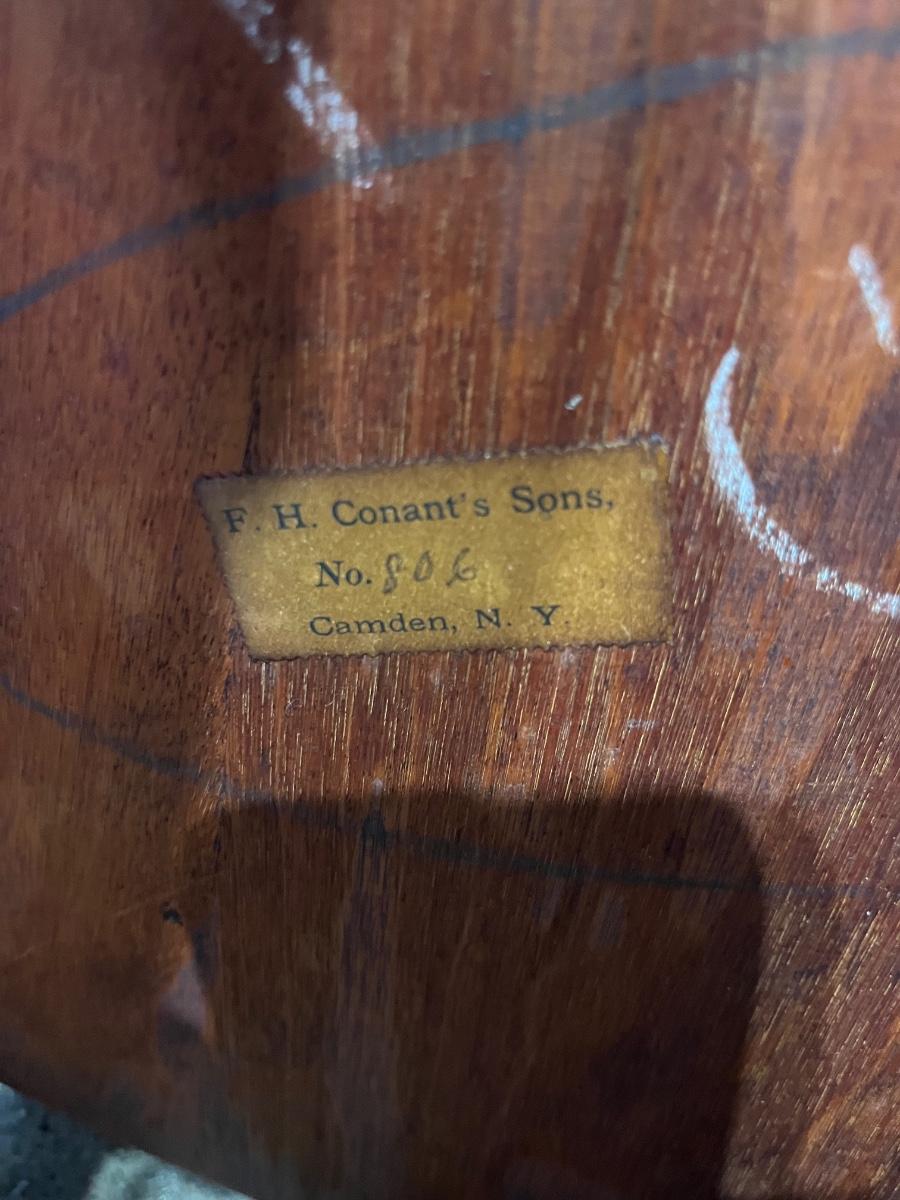 F. H. Conant's Sons,
No. 806
Camden, N. Y.